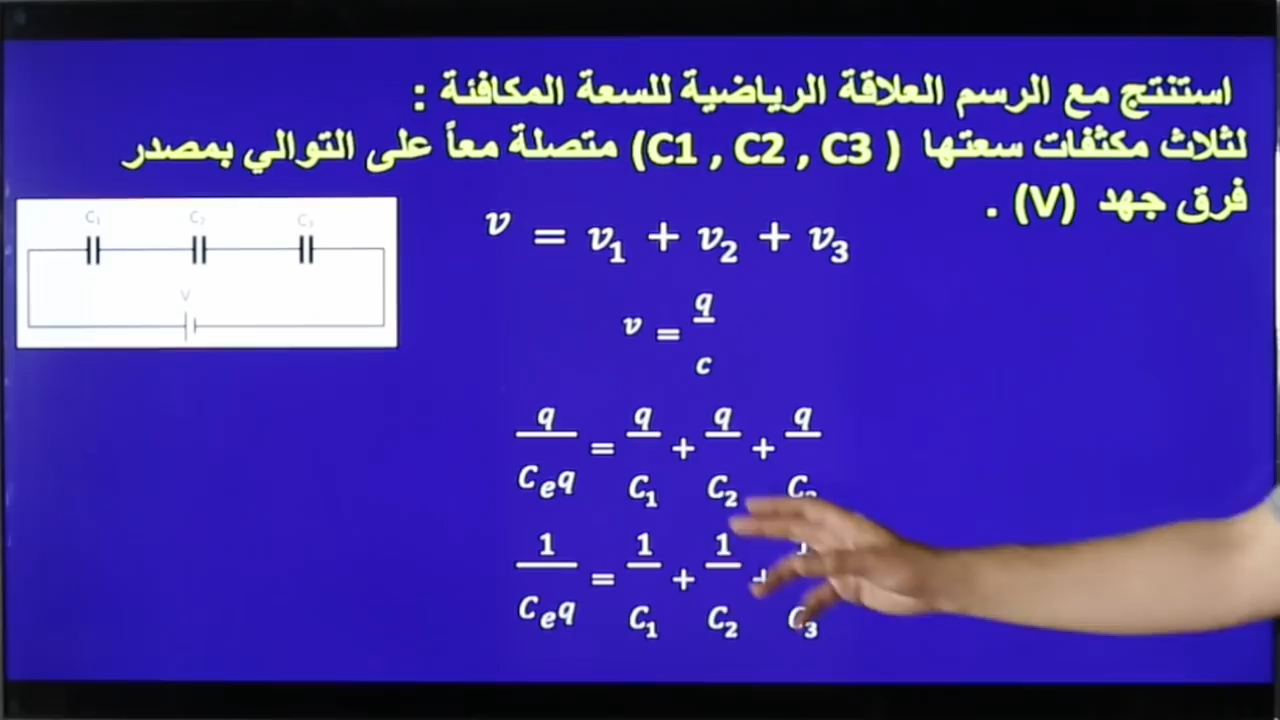 استنتج مع الرسم العلاقة الرياضية للسعة المكافئة :
لثلاث مكثفات سعتها ( C1 , C2 , C3) متصلة معاً على التوالي بمصدر
فرق جهد (V) .
C₁ C₂ C₃
V
v = v₁ + v₂ + v₃
v = q/c
q/Ceq = q/C₁ + q/C₂ + q/C₃
1/Ceq = 1/C₁ + 1/C₂ + 1/C₃